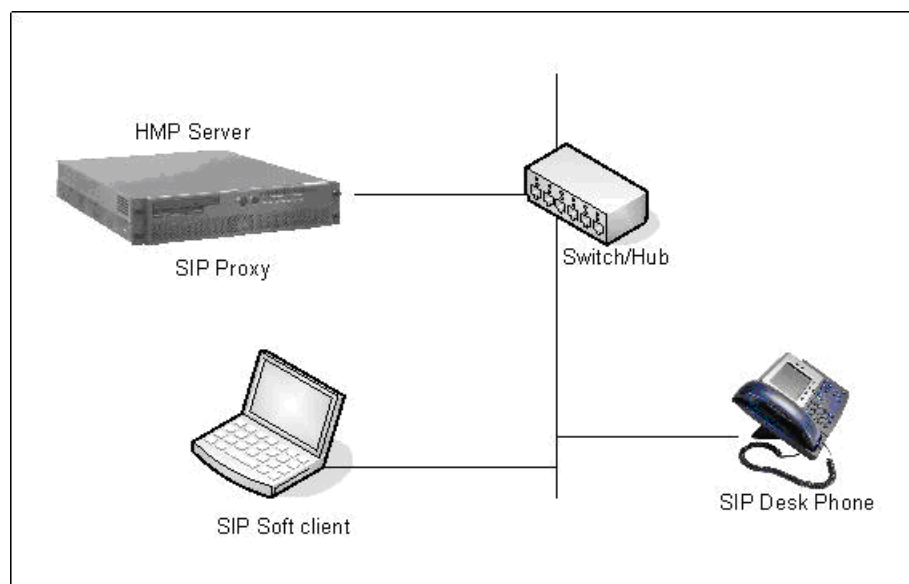 HMP Server
SIP Proxy
Switch/Hub
SIP Soft client
SIP Desk Phone